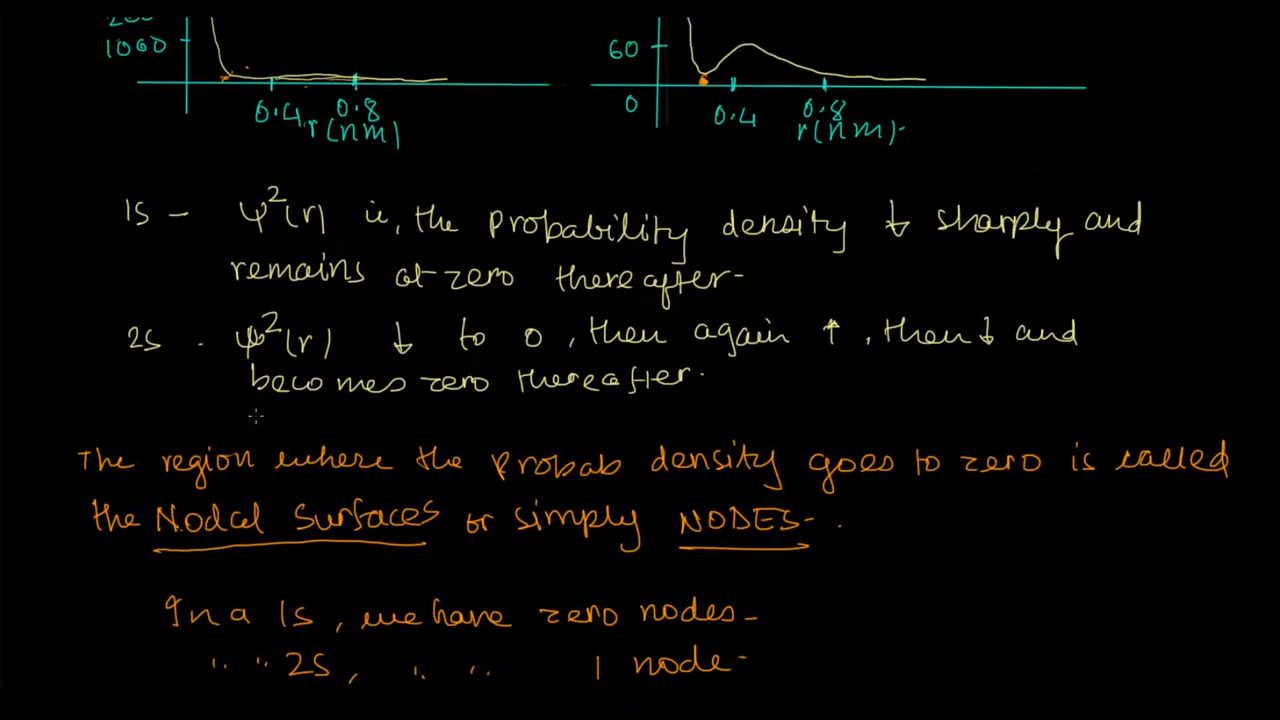 1000
60
0
0.4 0.8
r(nm)
0.4 0.8
r(nm).
1S - ψ²(r) ie, the probability density ↓ sharply and
remains at zero thereafter-
2S . ψ²(r) ↓ to 0, then again ↑, then ↓ and
becomes zero thereafter.
The region where the probab density goes to zero is called
the Nodal surfaces or simply NODES- .
In a 1s, we have zero nodes-
" " 2S, " " 1 node-